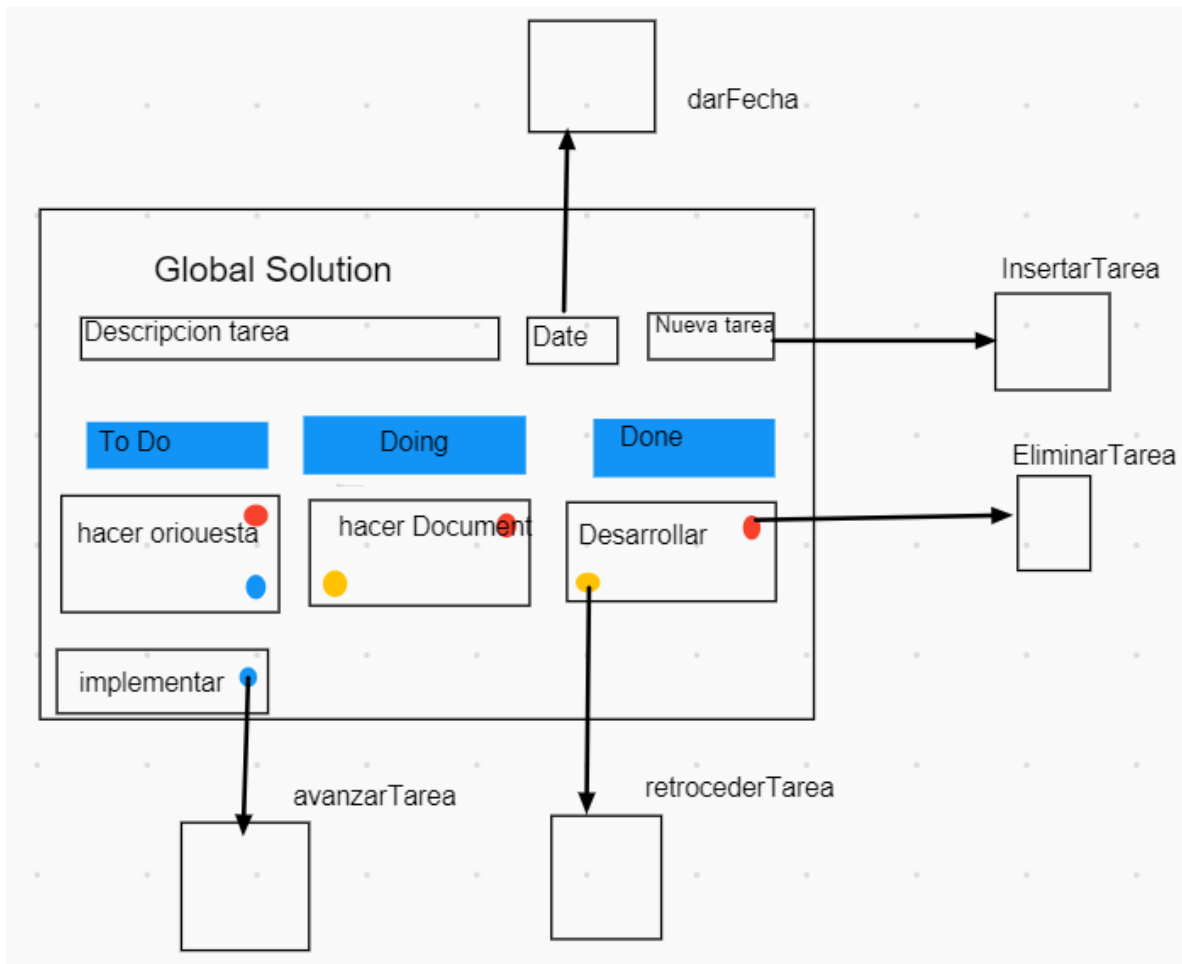 darFecha
Global Solution
InsertarTarea
Descripcion tarea
Date
Nueva tarea
To Do
Doing
Done
EliminarTarea
hacer oriouesta
hacer Document
Desarrollar
implementar
avanzarTarea
retrocederTarea